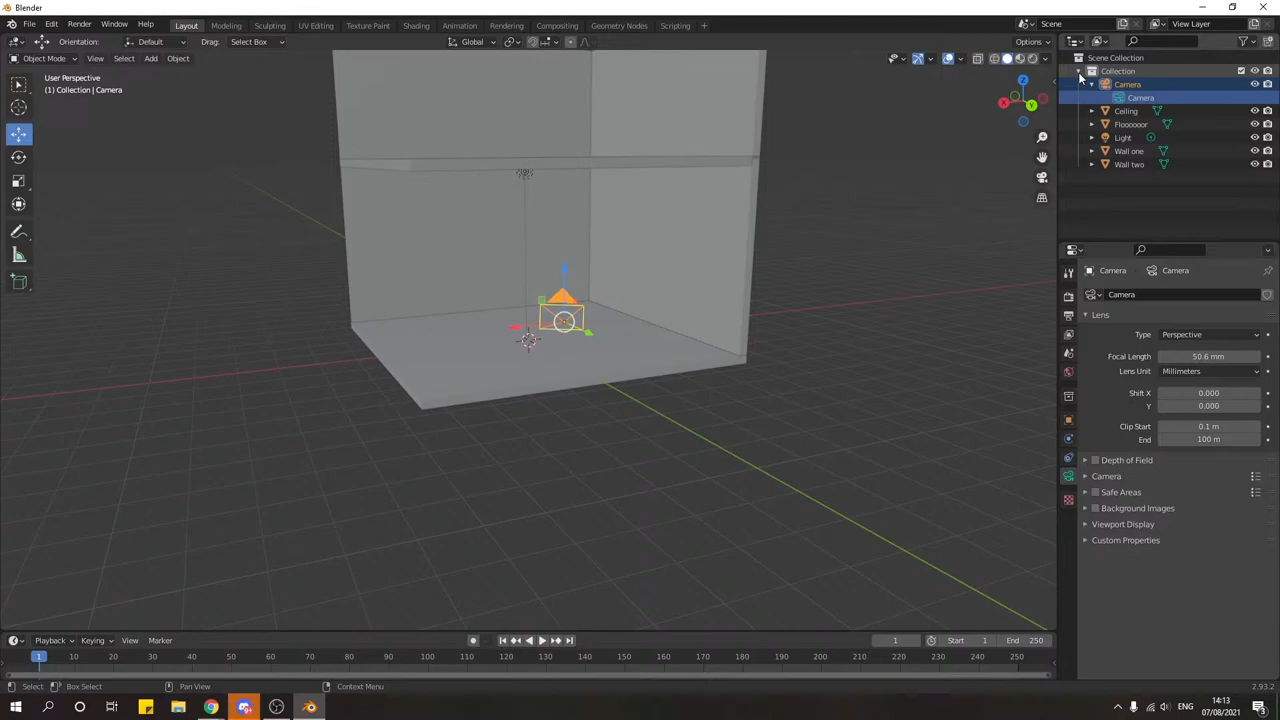 Blender
File Edit Render Window Help Layout Modeling Sculpting UV Editing Texture Paint Shading Animation Rendering Compositing Geometry Nodes Scripting + Scene View Layer
Orientation: Default Drag: Select Box Global Options
Object Mode View Select Add Object
User Perspective
(1) Collection | Camera
Z
X
Y
Scene Collection
Collection
Camera
Camera
Ceiling
Floooooor
Light
Wall one
Wall two
Camera Camera
Camera
Lens
Type Perspective
Focal Length 50.6 mm
Lens Unit Millimeters
Shift X 0.000
Y 0.000
Clip Start 0.1 m
End 100 m
Depth of Field
Camera
Safe Areas
Background Images
Viewport Display
Custom Properties
Playback Keying View Marker 1 Start 1 End 250
1 10 20 30 40 50 60 70 80 90 100 110 120 130 140 150 160 170 180 190 200 210 220 230 240 250
Select Box Select Pan View Context Menu 2.93.2
ENG 14:13
07/08/2021